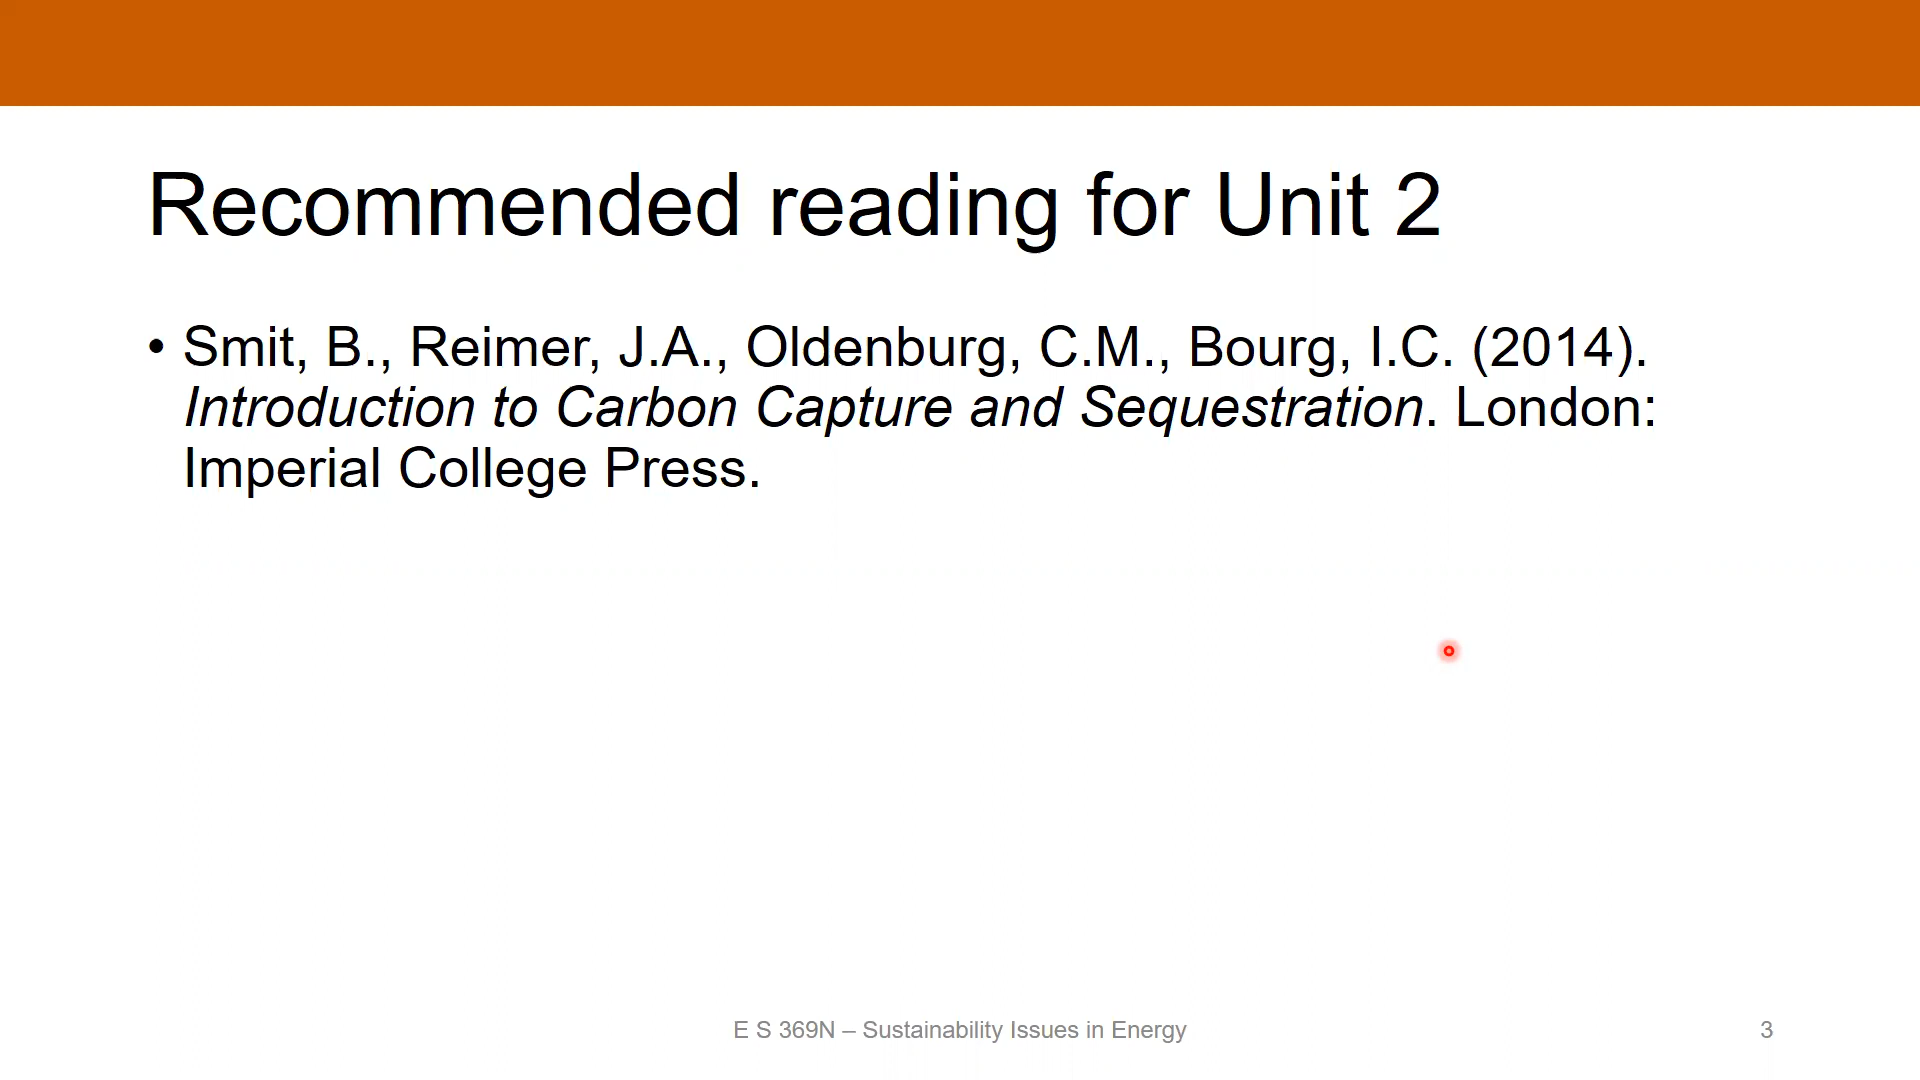 Recommended reading for Unit 2
• Smit, B., Reimer, J.A., Oldenburg, C.M., Bourg, I.C. (2014).
Introduction to Carbon Capture and Sequestration. London:
Imperial College Press.
E S 369N – Sustainability Issues in Energy
3